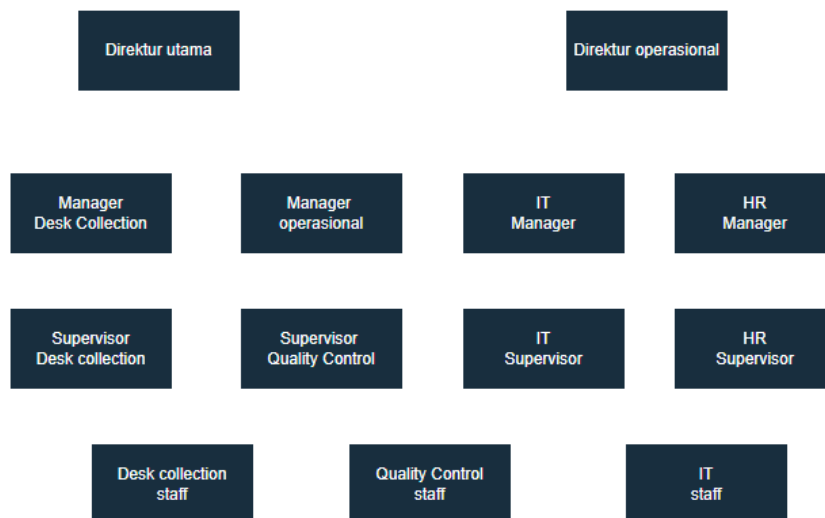 Direktur utama
Direktur operasional
Manager
Desk Collection
Manager
operasional
IT
Manager
HR
Manager
Supervisor
Desk collection
Supervisor
Quality Control
IT
Supervisor
HR
Supervisor
Desk collection
staff
Quality Control
staff
IT
staff